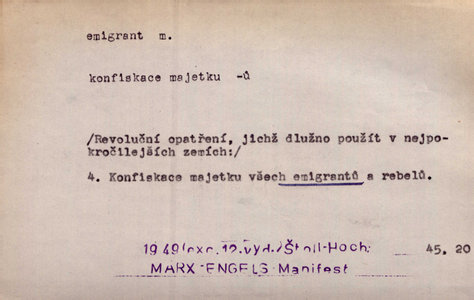 emigrant m.
konfiskace majetku -ů
/Revoluční opatření, jichž dlužno použít v nejpo-
kročilejších zemích:/
4. Konfiskace majetku všech emigrantů a rebelů.
1949/exc. 12.vyd./Štoll-Hoch. 45, 20
MARX-ENGELS-Manifest